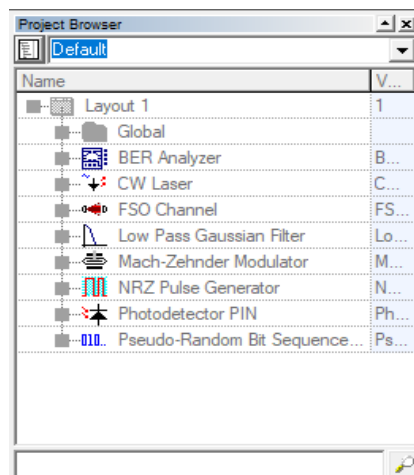 Project Browser
Default
Name V...
Layout 1 1
Global
BER Analyzer B...
CW Laser C...
FSO Channel FS...
Low Pass Gaussian Filter Lo...
Mach-Zehnder Modulator M...
NRZ Pulse Generator N...
Photodetector PIN Ph...
010.. Pseudo-Random Bit Sequence... Ps...